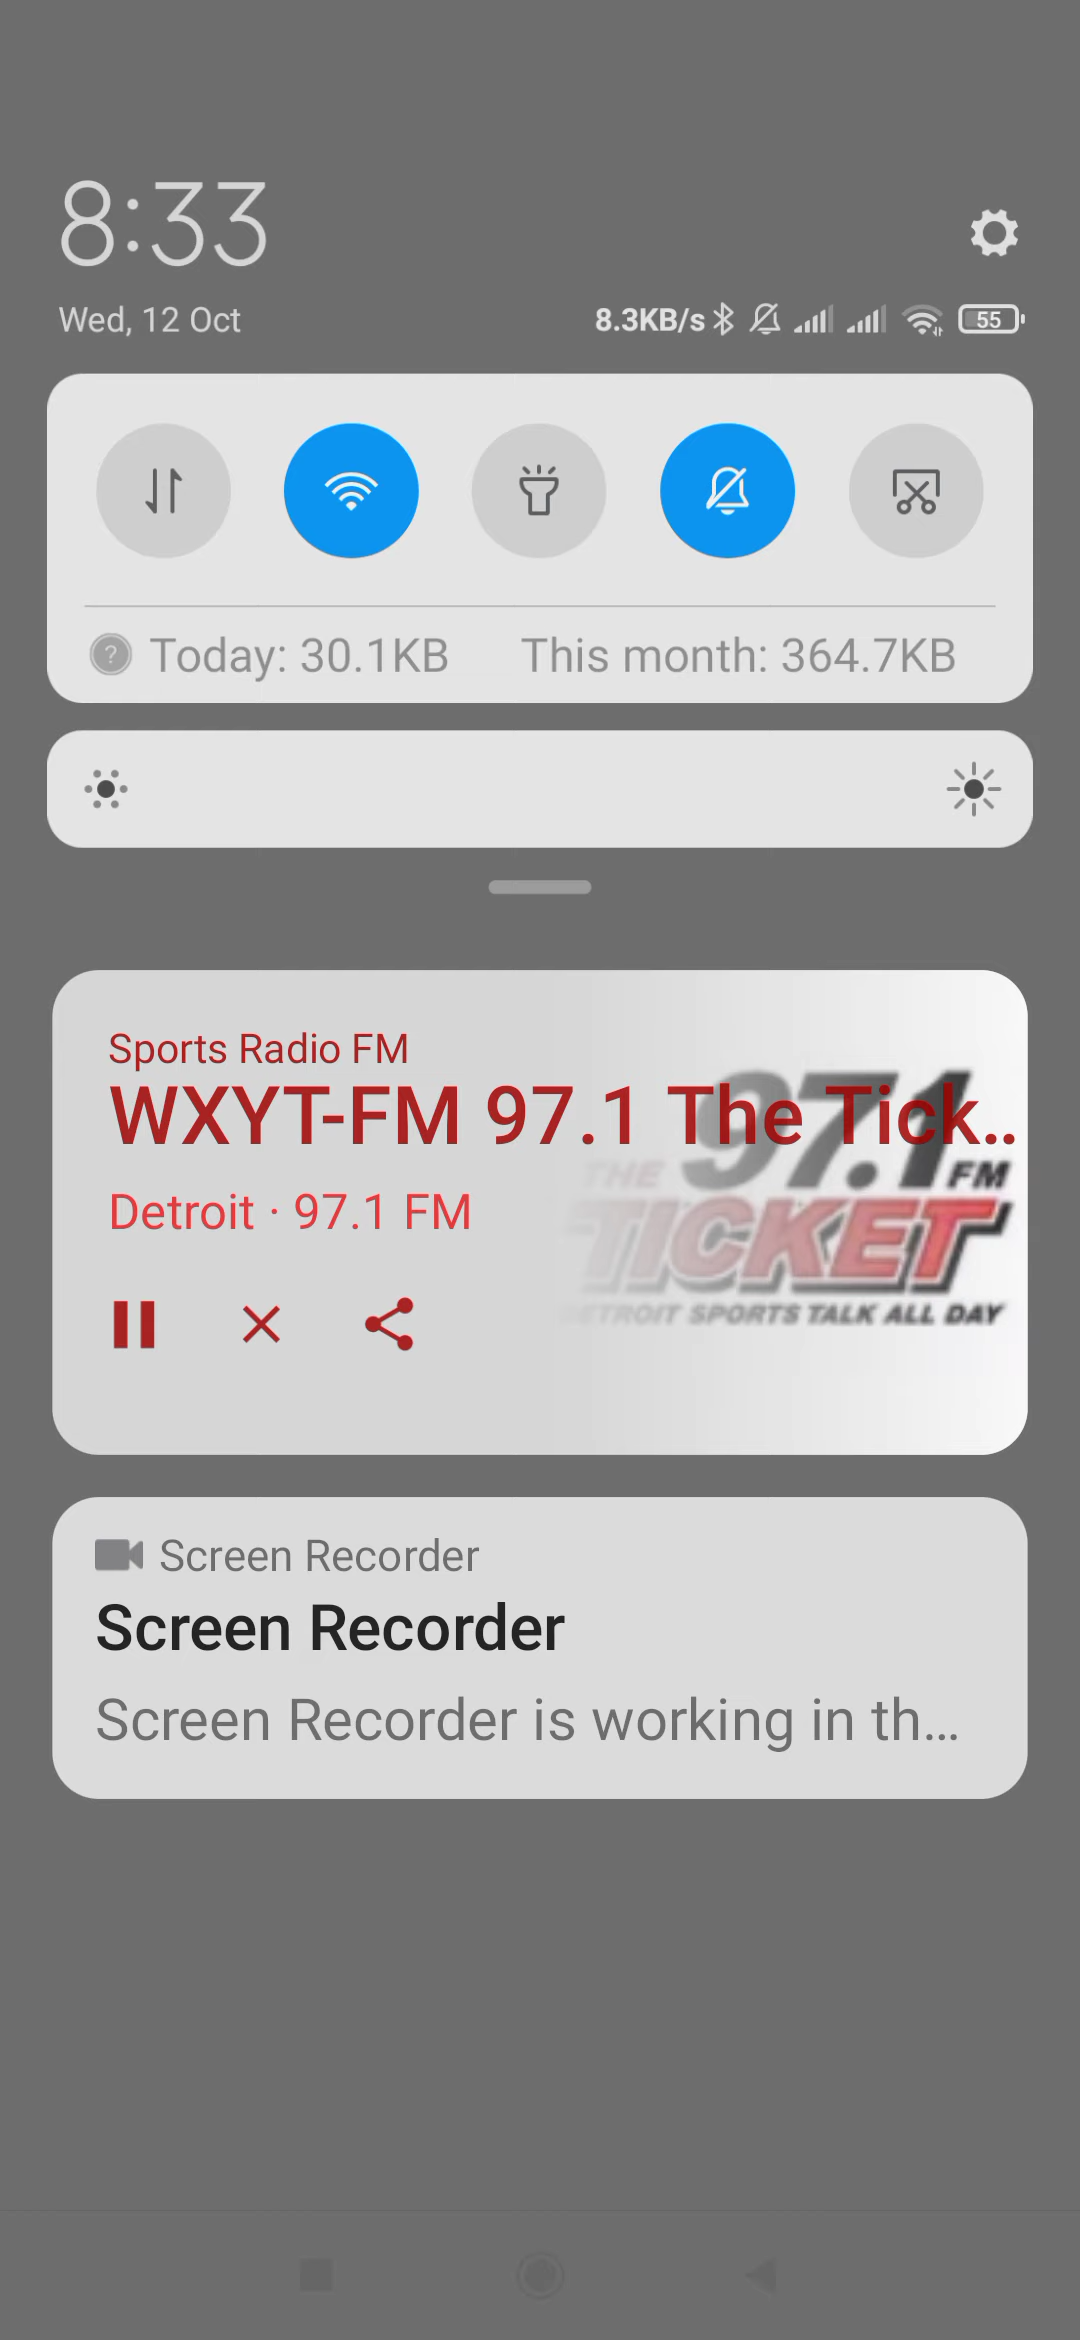 8:33
Wed, 12 Oct
8.3KB/s 55
Today: 30.1KB This month: 364.7KB
Sports Radio FM
WXYT-FM 97.1 The Tick..
Detroit · 97.1 FM
97.1
THE FM
TICKET
DETROIT SPORTS TALK ALL DAY
Screen Recorder
Screen Recorder
Screen Recorder is working in th...